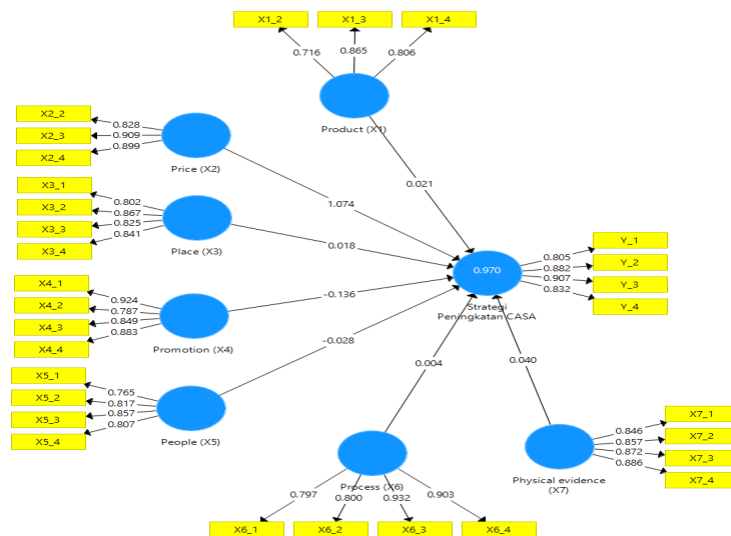 X1_2
X1_3
X1_4
0.716
0.865
0.806
Product (X1)
X2_2
X2_3
X2_4
0.828
0.909
0.899
Price (X2)
X3_1
X3_2
X3_3
X3_4
0.802
0.867
0.825
0.841
Place (X3)
X4_1
X4_2
X4_3
X4_4
0.924
0.787
0.849
0.883
Promotion (X4)
X5_1
X5_2
X5_3
X5_4
0.765
0.817
0.857
0.807
People (X5)
0.021
1.074
0.018
-0.136
-0.028
0.004
0.040
0.970
Strategi
Peningkatan CASA
0.805
0.882
0.907
0.832
Y_1
Y_2
Y_3
Y_4
Process (X6)
0.797
0.800
0.932
0.903
X6_1
X6_2
X6_3
X6_4
Physical evidence
(X7)
0.846
0.857
0.872
0.886
X7_1
X7_2
X7_3
X7_4